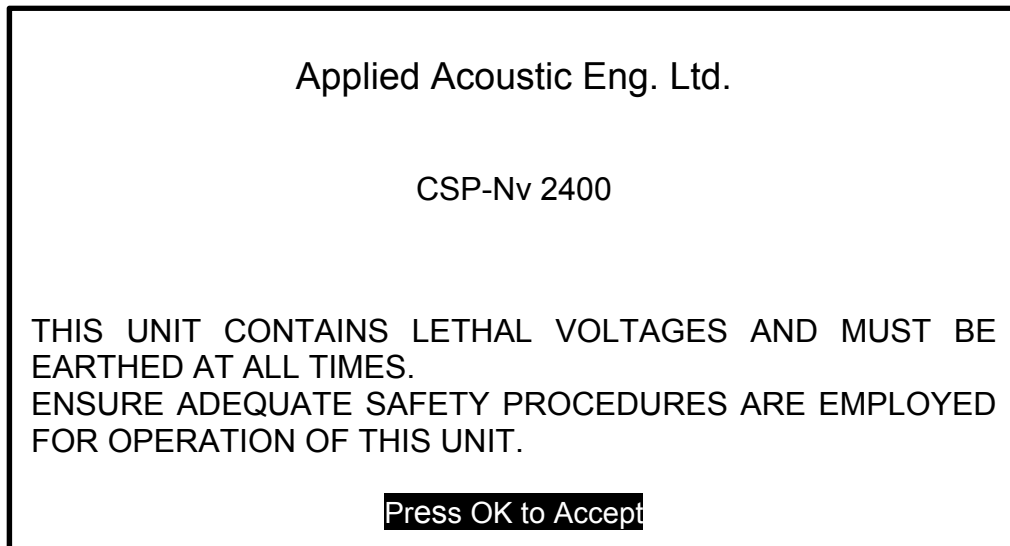 Applied Acoustic Eng. Ltd.
CSP-Nv 2400
THIS UNIT CONTAINS LETHAL VOLTAGES AND MUST BE
EARTHED AT ALL TIMES.
ENSURE ADEQUATE SAFETY PROCEDURES ARE EMPLOYED
FOR OPERATION OF THIS UNIT.
Press OK to Accept